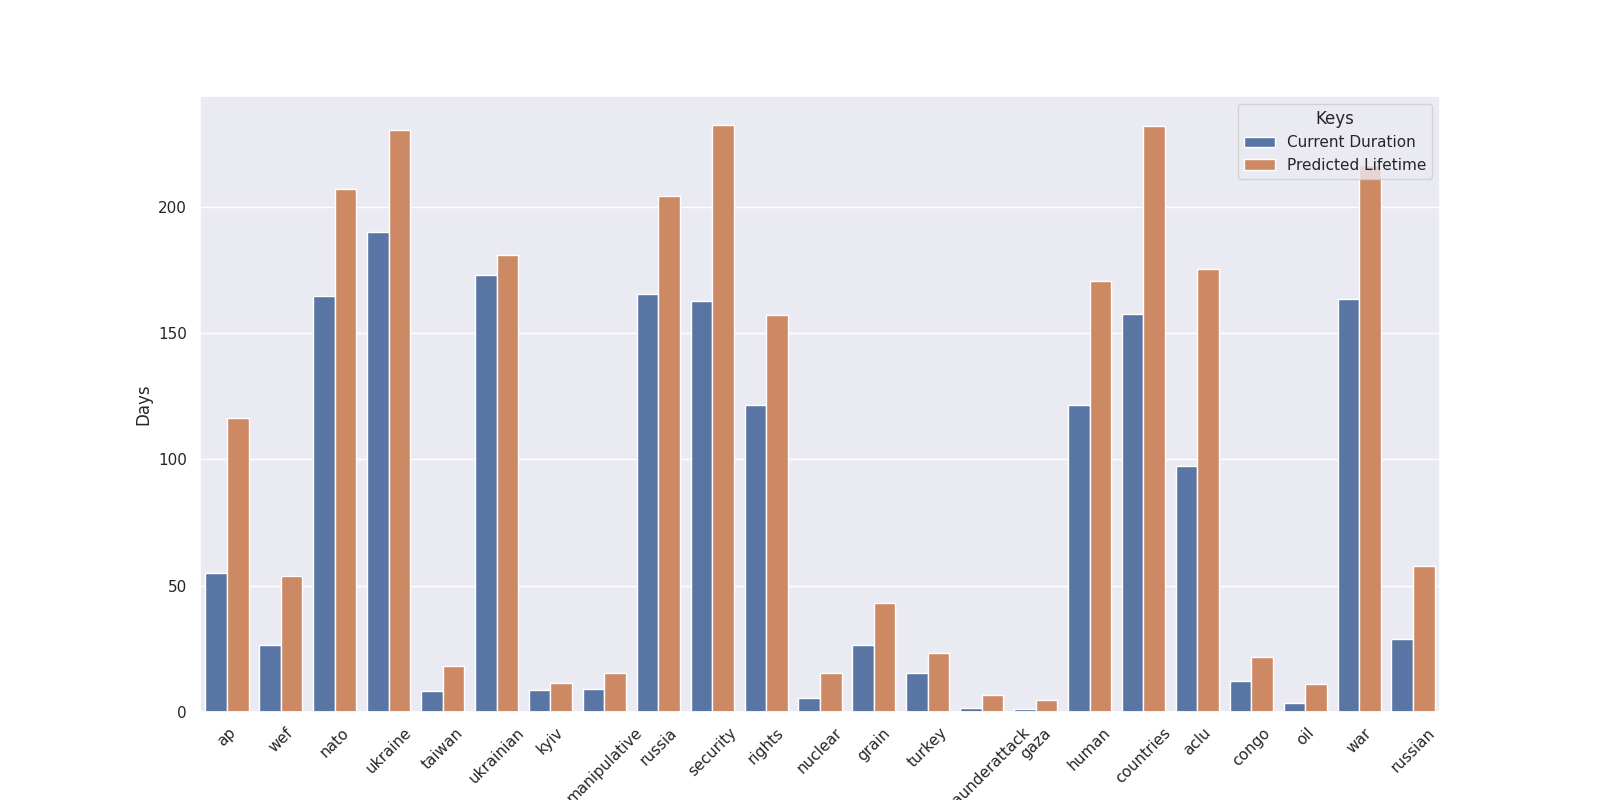 Keys
Current Duration
Predicted Lifetime
Days
200
150
100
50
0
ap
wef
nato
ukraine
taiwan
ukrainian
kyiv
manipulative
russia
security
rights
nuclear
grain
turkey
gaza
human
countries
aclu
congo
oil
war
russian